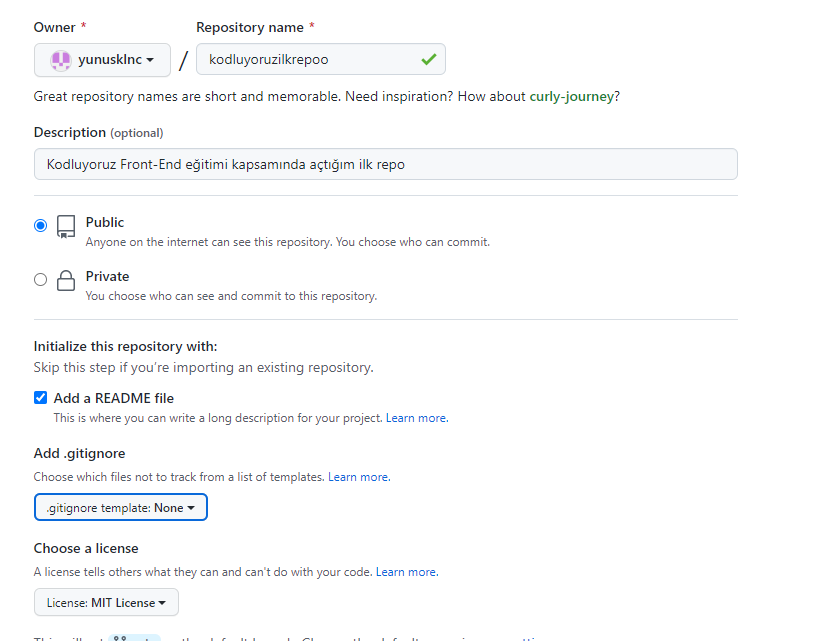 Owner *
Repository name *
yunusklnc
/
kodluyoruzilkrepoo
Great repository names are short and memorable. Need inspiration? How about curly-journey?
Description (optional)
Kodluyoruz Front-End eğitimi kapsamında açtığım ilk repo
Public
Anyone on the internet can see this repository. You choose who can commit.
Private
You choose who can see and commit to this repository.
Initialize this repository with:
Skip this step if you’re importing an existing repository.
Add a README file
This is where you can write a long description for your project. Learn more.
Add .gitignore
Choose which files not to track from a list of templates. Learn more.
.gitignore template: None
Choose a license
A license tells others what they can and can't do with your code. Learn more.
License: MIT License